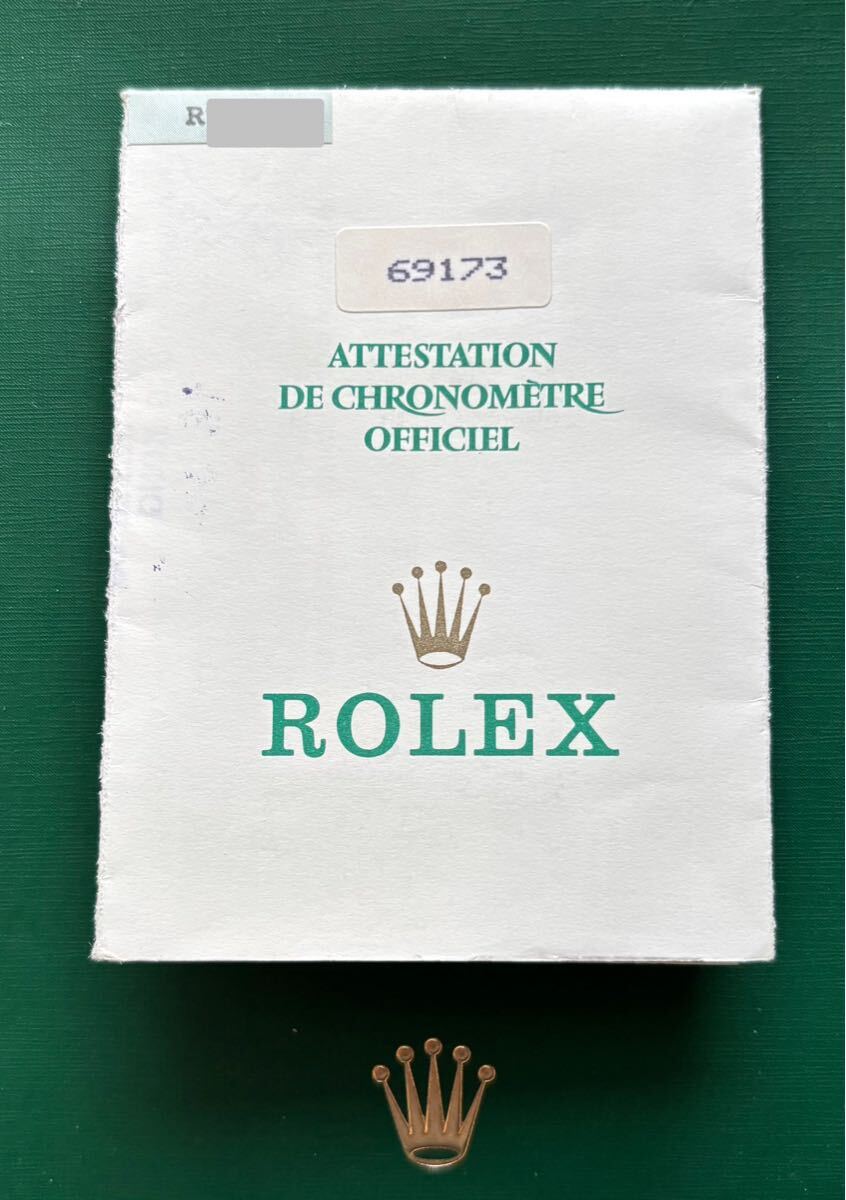 R
69173
ATTESTATION
DE CHRONOMÈTRE
OFFICIEL
ROLEX